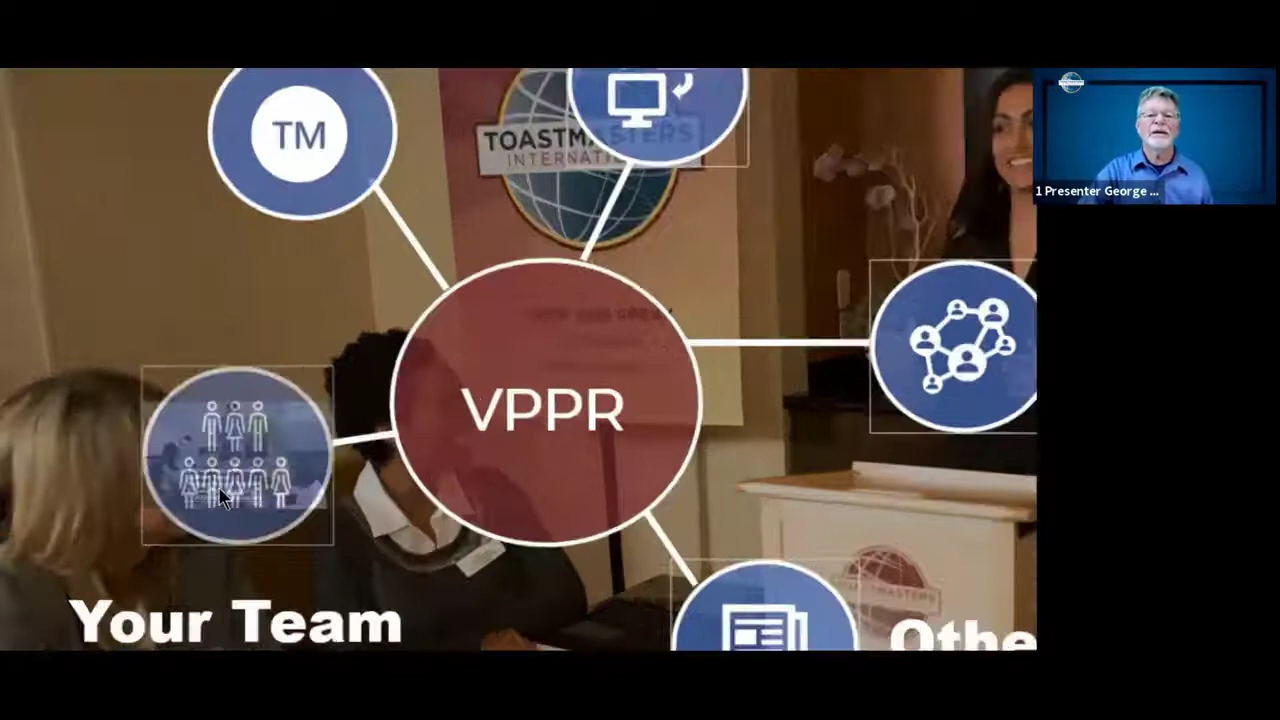 TM
TOASTMASTERS
INTERNATI
1 Presenter George ...
VPPR
Your Team
Othe